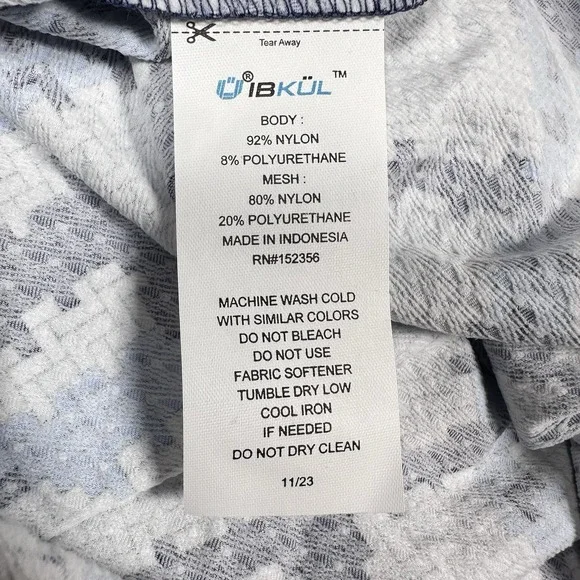 Tear Away
® IBKÜL™
BODY :
92% NYLON
8% POLYURETHANE
MESH :
80% NYLON
20% POLYURETHANE
MADE IN INDONESIA
RN#152356
MACHINE WASH COLD
WITH SIMILAR COLORS
DO NOT BLEACH
DO NOT USE
FABRIC SOFTENER
TUMBLE DRY LOW
COOL IRON
IF NEEDED
DO NOT DRY CLEAN
11/23